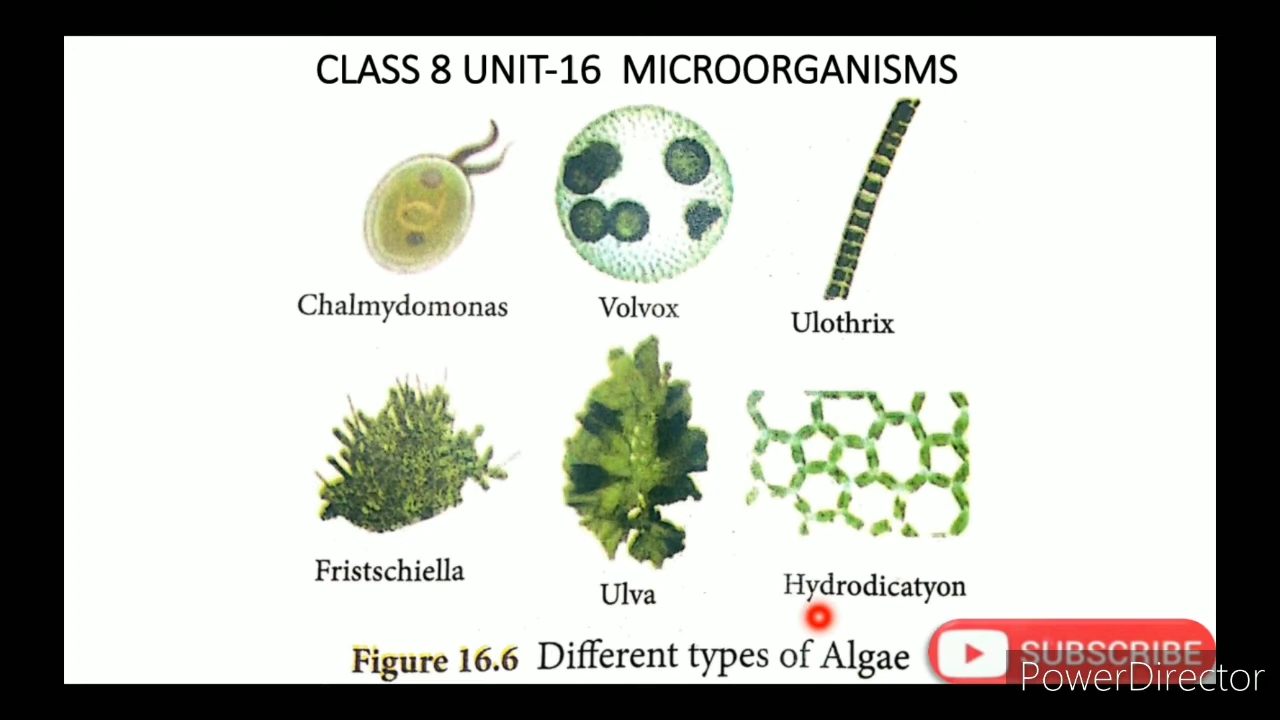 CLASS 8 UNIT-16 MICROORGANISMS
Chalmydomonas
Volvox
Ulothrix
Fristschiella
Ulva
Hydrodicatyon
Figure 16.6 Different types of Algae
SUBSCRIBE
PowerDirector